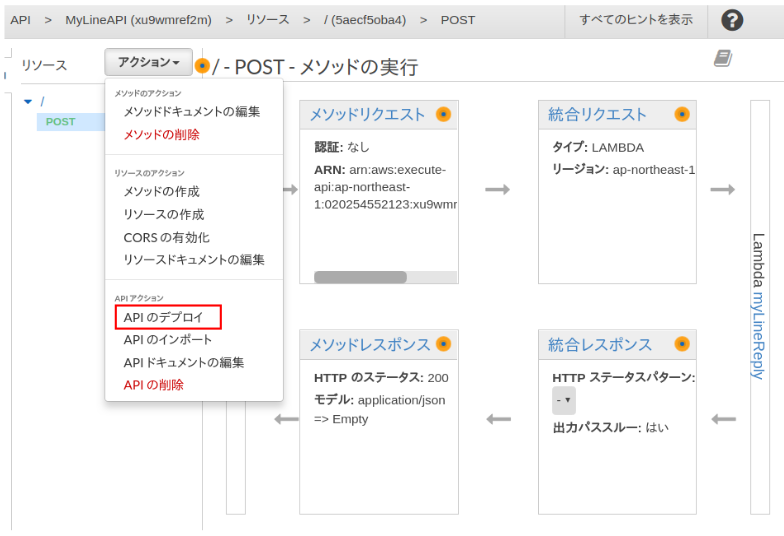 API > MyLineAPI (xu9wmref2m) > リソース > / (5aecf5oba4) > POST
すべてのヒントを表示
?
リソース
アクション
/ - POST - メソッドの実行
/
POST
メソッドのアクション
メソッドドキュメントの編集
メソッドの削除
リソースのアクション
メソッドの作成
リソースの作成
CORS の有効化
リソースドキュメントの編集
API アクション
API のデプロイ
API のインポート
API ドキュメントの編集
API の削除
メソッドリクエスト
認証: なし
ARN: arn:aws:execute-
api:ap-northeast-
1:020254552123:xu9wmr
統合リクエスト
タイプ: LAMBDA
リージョン: ap-northeast-1
Lambda myLineReply
メソッドレスポンス
HTTP のステータス: 200
モデル: application/json
=> Empty
統合レスポンス
HTTP ステータスパターン:
-
出力パススルー: はい